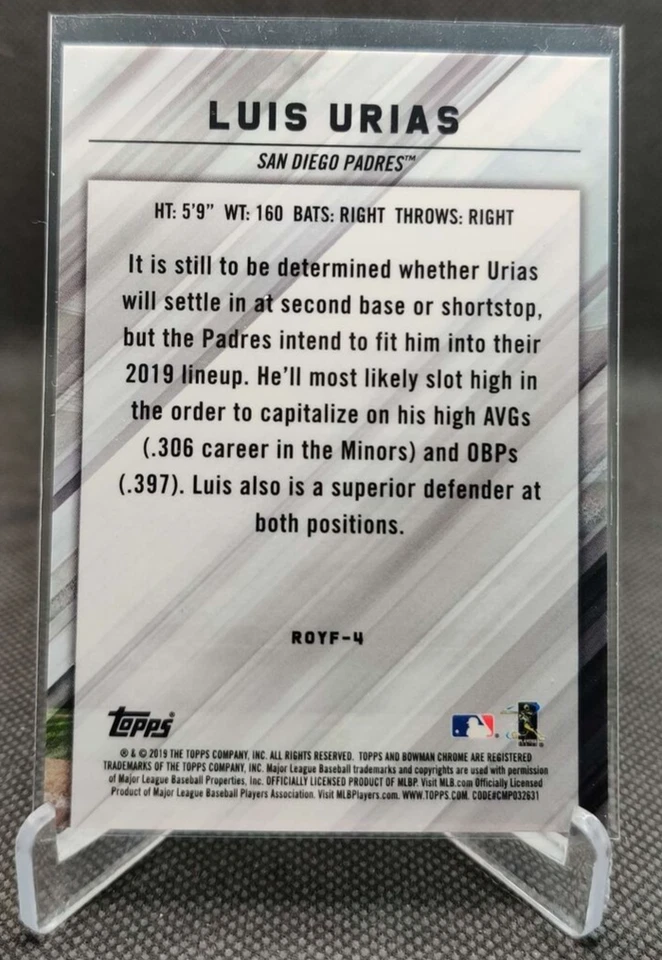 LUIS URIAS
SAN DIEGO PADRES™
HT: 5'9" WT: 160 BATS: RIGHT THROWS: RIGHT
It is still to be determined whether Urias
will settle in at second base or shortstop,
but the Padres intend to fit him into their
2019 lineup. He'll most likely slot high in
the order to capitalize on his high AVGs
(.306 career in the Minors) and OBPs
(.397). Luis also is a superior defender at
both positions.
ROYF-4
Topps®
® & © 2019 THE TOPPS COMPANY, INC. ALL RIGHTS RESERVED. TOPPS AND BOWMAN CHROME ARE REGISTERED
TRADEMARKS OF THE TOPPS COMPANY, INC. Major League Baseball trademarks and copyrights are used with permission
of Major League Baseball Properties, Inc. OFFICIALLY LICENSED PRODUCT OF MLBP. Visit MLB.com Officially Licensed
Product of Major League Baseball Players Association. Visit MLBPlayers.com. WWW.TOPPS.COM. CODE#CMP032631